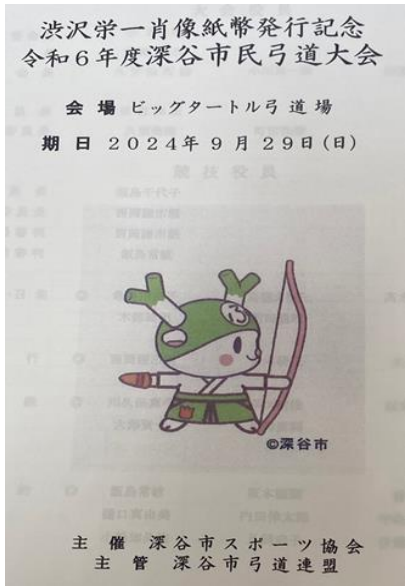 渋沢栄一肖像紙幣発行記念
令和6年度深谷市民弓道大会
会場 ビッグタートル弓道場
期日 2024年9月29日(日)
©深谷市
主催 深谷市スポーツ協会
主管 深谷市弓道連盟